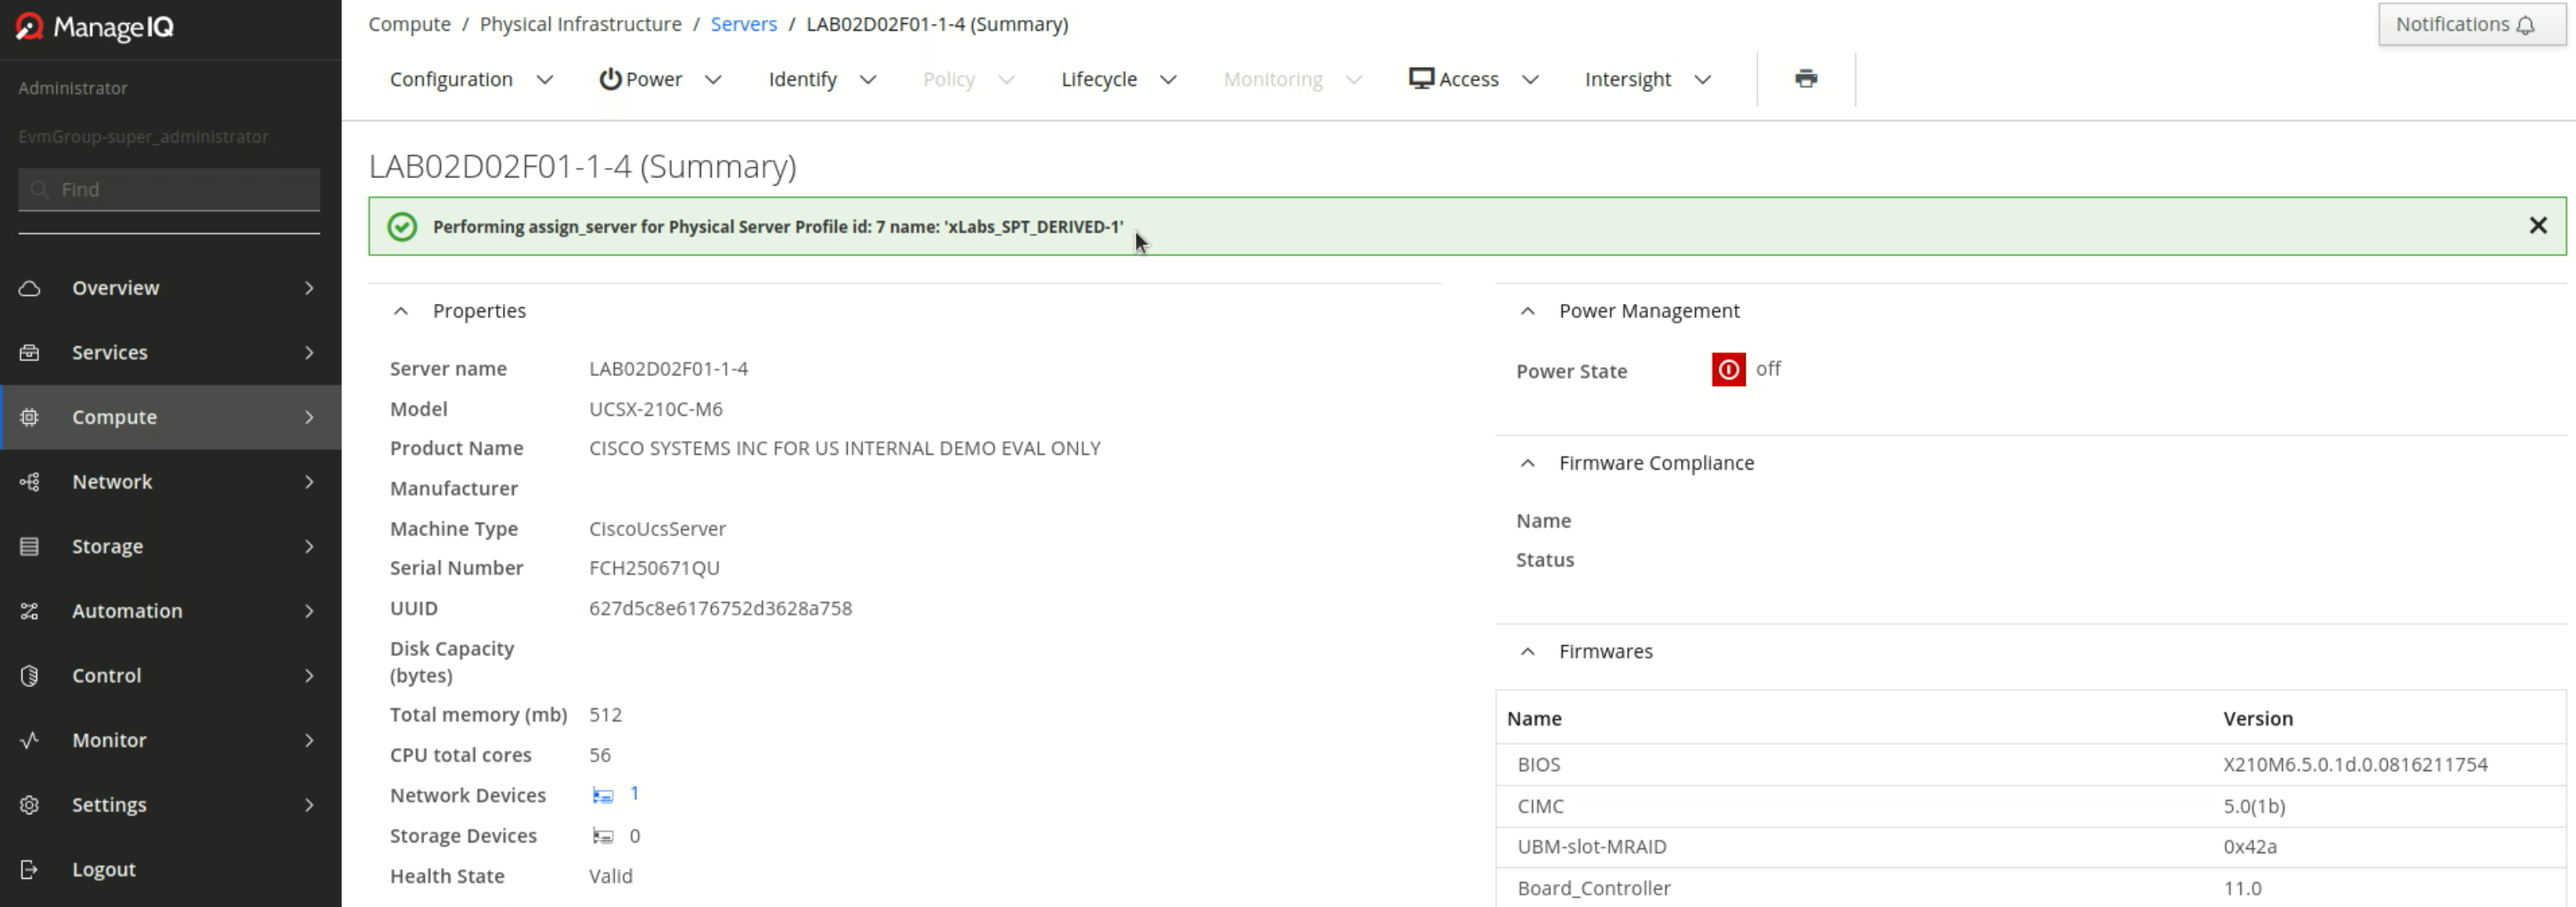 ManageIQ
Administrator
EvmGroup-super_administrator
Find
Overview
Services
Compute
Network
Storage
Automation
Control
Monitor
Settings
Logout
Compute / Physical Infrastructure / Servers / LAB02D02F01-1-4 (Summary)
Notifications
Configuration Power Identify Policy Lifecycle Monitoring Access Intersight
LAB02D02F01-1-4 (Summary)
Performing assign_server for Physical Server Profile id: 7 name: 'xLabs_SPT_DERIVED-1'
Properties
Server name LAB02D02F01-1-4
Model UCSX-210C-M6
Product Name CISCO SYSTEMS INC FOR US INTERNAL DEMO EVAL ONLY
Manufacturer
Machine Type CiscoUcsServer
Serial Number FCH250671QU
UUID 627d5c8e6176752d3628a758
Disk Capacity
(bytes)
Total memory (mb) 512
CPU total cores 56
Network Devices 1
Storage Devices 0
Health State Valid
Power Management
Power State off
Firmware Compliance
Name
Status
Firmwares
Name Version
BIOS X210M6.5.0.1d.0.0816211754
CIMC 5.0(1b)
UBM-slot-MRAID 0x42a
Board_Controller 11.0